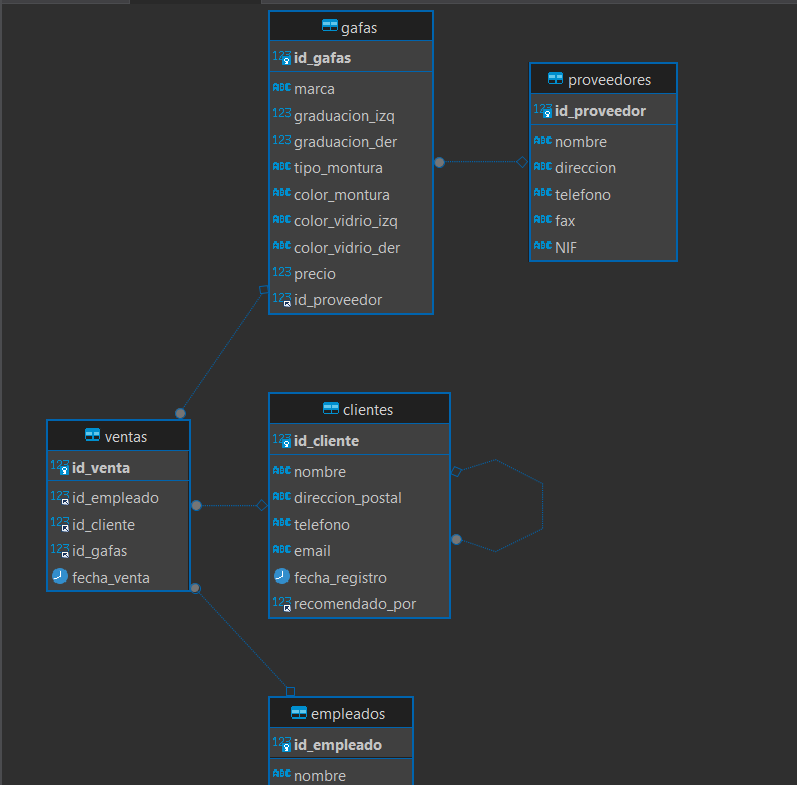 gafas
123 id_gafas
ABC marca
123 graduacion_izq
123 graduacion_der
ABC tipo_montura
ABC color_montura
ABC color_vidrio_izq
ABC color_vidrio_der
123 precio
123 id_proveedor
proveedores
123 id_proveedor
ABC nombre
ABC direccion
ABC telefono
ABC fax
ABC NIF
ventas
123 id_venta
123 id_empleado
123 id_cliente
123 id_gafas
fecha_venta
clientes
123 id_cliente
ABC nombre
ABC direccion_postal
ABC telefono
ABC email
fecha_registro
123 recomendado_por
empleados
123 id_empleado
ABC nombre